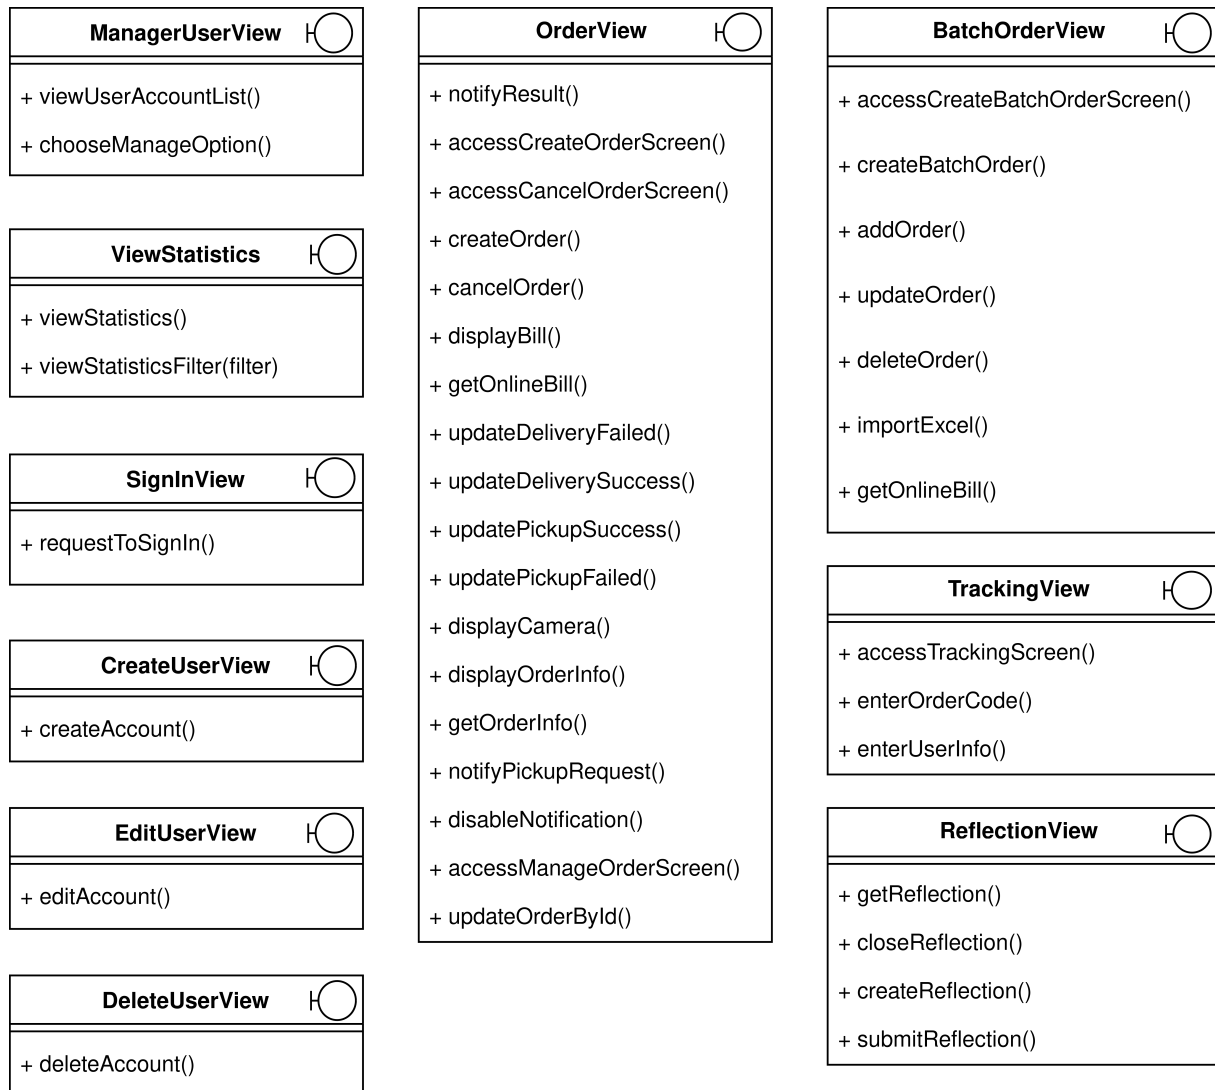 ManagerUserView
+ viewUserAccountList()
+ chooseManageOption()
ViewStatistics
+ viewStatistics()
+ viewStatisticsFilter(filter)
SignInView
+ requestToSignIn()
CreateUserView
+ createAccount()
EditUserView
+ editAccount()
DeleteUserView
+ deleteAccount()
OrderView
+ notifyResult()
+ accessCreateOrderScreen()
+ accessCancelOrderScreen()
+ createOrder()
+ cancelOrder()
+ displayBill()
+ getOnlineBill()
+ updateDeliveryFailed()
+ updateDeliverySuccess()
+ updatePickupSuccess()
+ updatePickupFailed()
+ displayCamera()
+ displayOrderInfo()
+ getOrderInfo()
+ notifyPickupRequest()
+ disableNotification()
+ accessManageOrderScreen()
+ updateOrderById()
BatchOrderView
+ accessCreateBatchOrderScreen()
+ createBatchOrder()
+ addOrder()
+ updateOrder()
+ deleteOrder()
+ importExcel()
+ getOnlineBill()
TrackingView
+ accessTrackingScreen()
+ enterOrderCode()
+ enterUserInfo()
ReflectionView
+ getReflection()
+ closeReflection()
+ createReflection()
+ submitReflection()